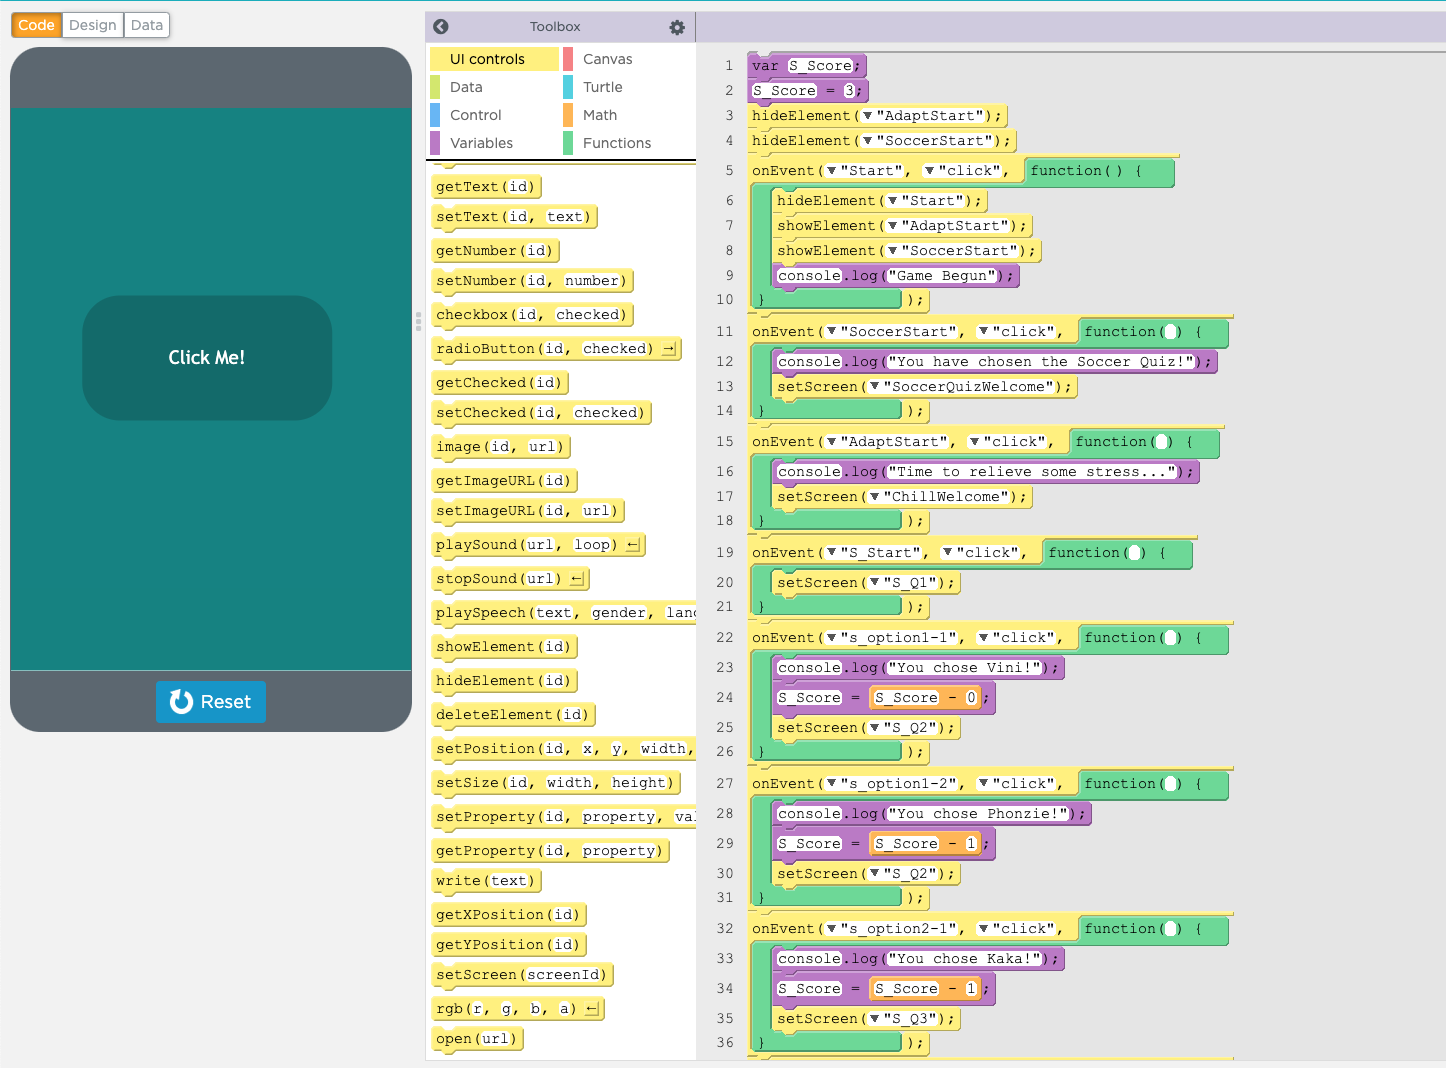 Code Design Data
Toolbox
UI controls
Canvas
Data
Turtle
Control
Math
Variables
Functions
getText(id)
setText(id, text)
getNumber(id)
setNumber(id, number)
checkbox(id, checked)
radioButton(id, checked)
getChecked(id)
setChecked(id, checked)
image(id, url)
getImageURL(id)
setImageURL(id, url)
playSound(url, loop)
stopSound(url)
playSpeech(text, gender,
showElement(id)
hideElement(id)
deleteElement(id)
setPosition(id, x, y, width,
setSize(id, width, height)
setProperty(id, property,
getProperty(id, property)
write(text)
getXPosition(id)
getYPosition(id)
setScreen(screenId)
rgb(r, g, b, a)
open(url)
Click Me!
Reset
1 var S_Score;
2 S_Score = 3;
3 hideElement("AdaptStart");
4 hideElement("SoccerStart");
5 onEvent("Start", "click", function( ) {
6 hideElement("Start");
7 showElement("AdaptStart");
8 showElement("SoccerStart");
9 console.log("Game Begun");
10 } );
11 onEvent("SoccerStart", "click", function( ) {
12 console.log("You have chosen the Soccer Quiz!");
13 setScreen("SoccerQuizWelcome");
14 } );
15 onEvent("AdaptStart", "click", function( ) {
16 console.log("Time to relieve some stress...");
17 setScreen("ChillWelcome");
18 } );
19 onEvent("S_Start", "click", function( ) {
20 setScreen("S_Q1");
21 } );
22 onEvent("s_option1-1", "click", function( ) {
23 console.log("You chose Vini!");
24 S_Score = S_Score - 0;
25 setScreen("S_Q2");
26 } );
27 onEvent("s_option1-2", "click", function( ) {
28 console.log("You chose Phonzie!");
29 S_Score = S_Score - 1;
30 setScreen("S_Q2");
31 } );
32 onEvent("s_option2-1", "click", function( ) {
33 console.log("You chose Kaka!");
34 S_Score = S_Score - 1;
35 setScreen("S_Q3");
36 } );